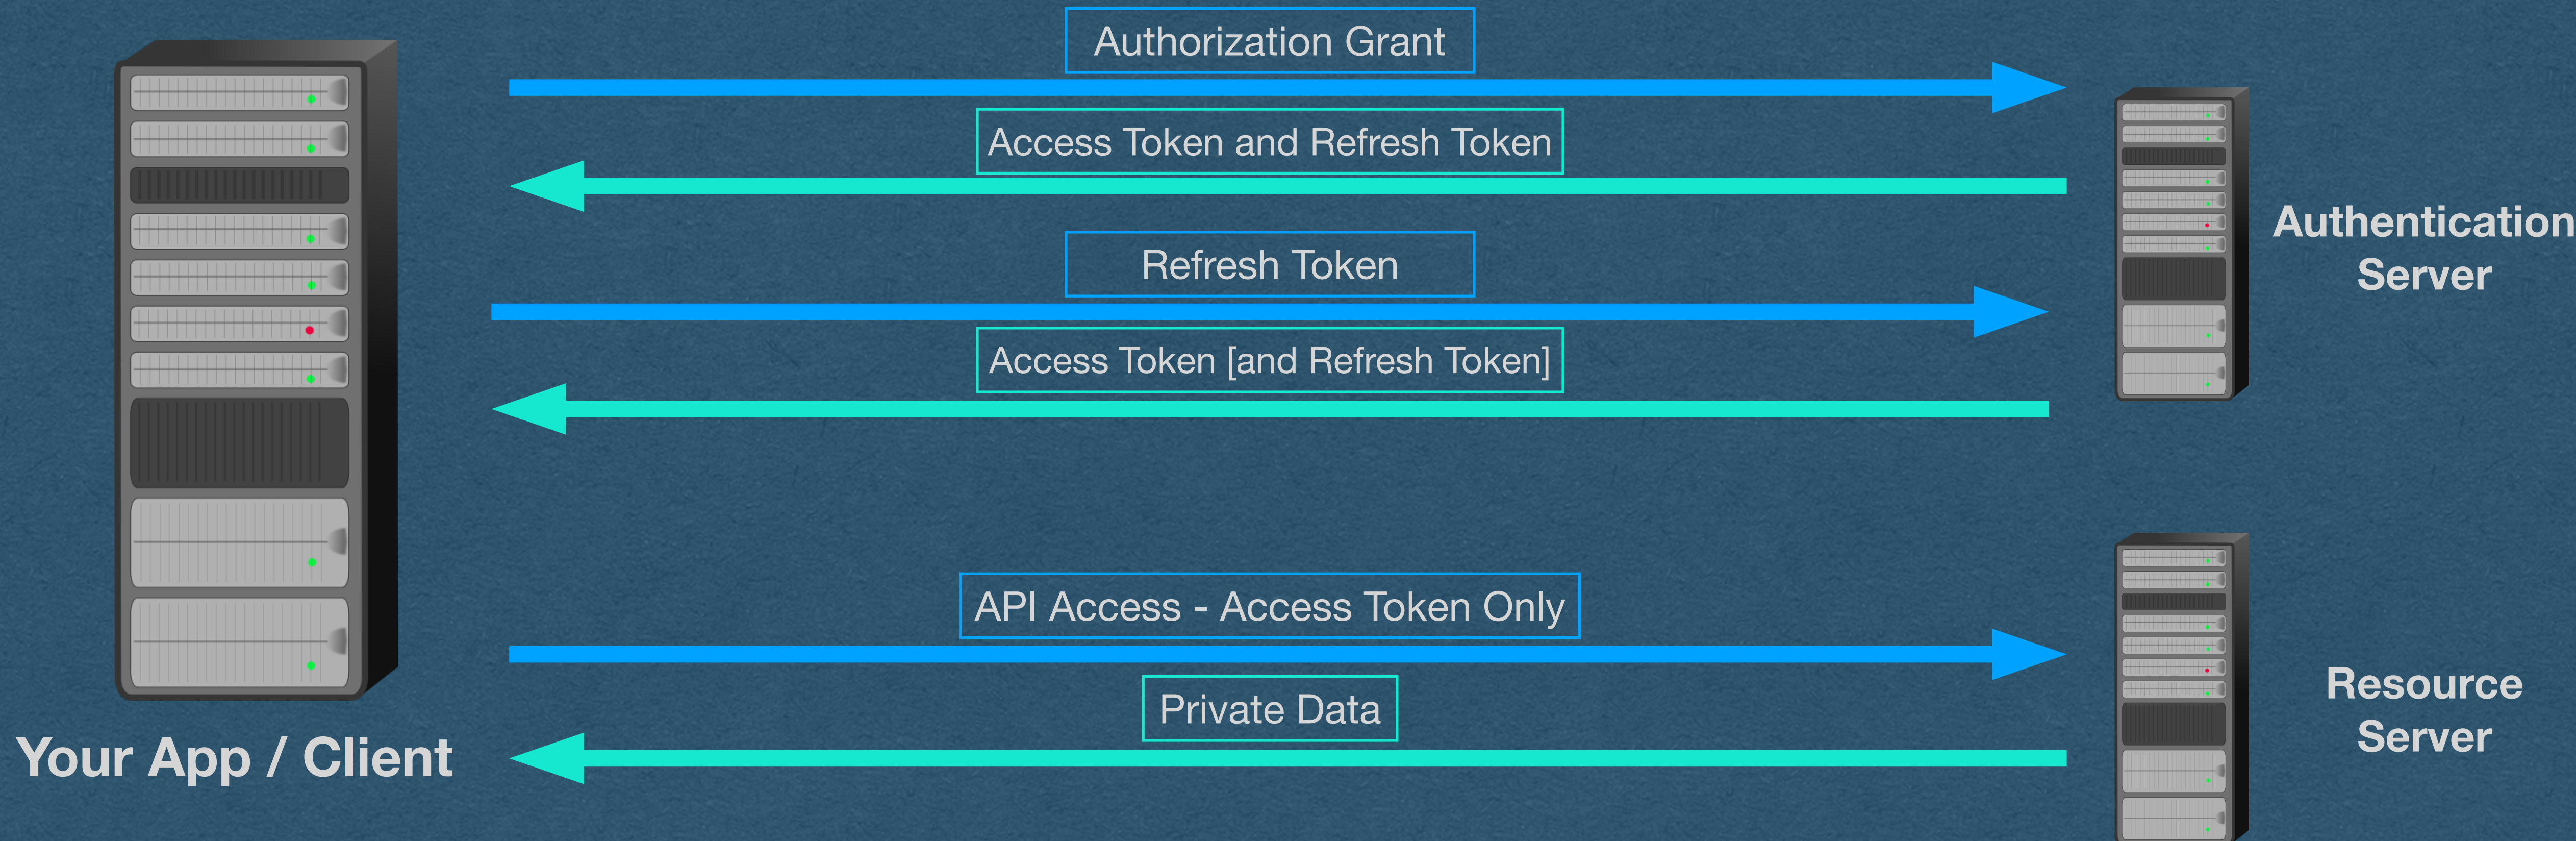 Authorization Grant
Access Token and Refresh Token
Authentication
Server
Refresh Token
Access Token [and Refresh Token]
API Access - Access Token Only
Private Data
Resource
Server
Your App / Client